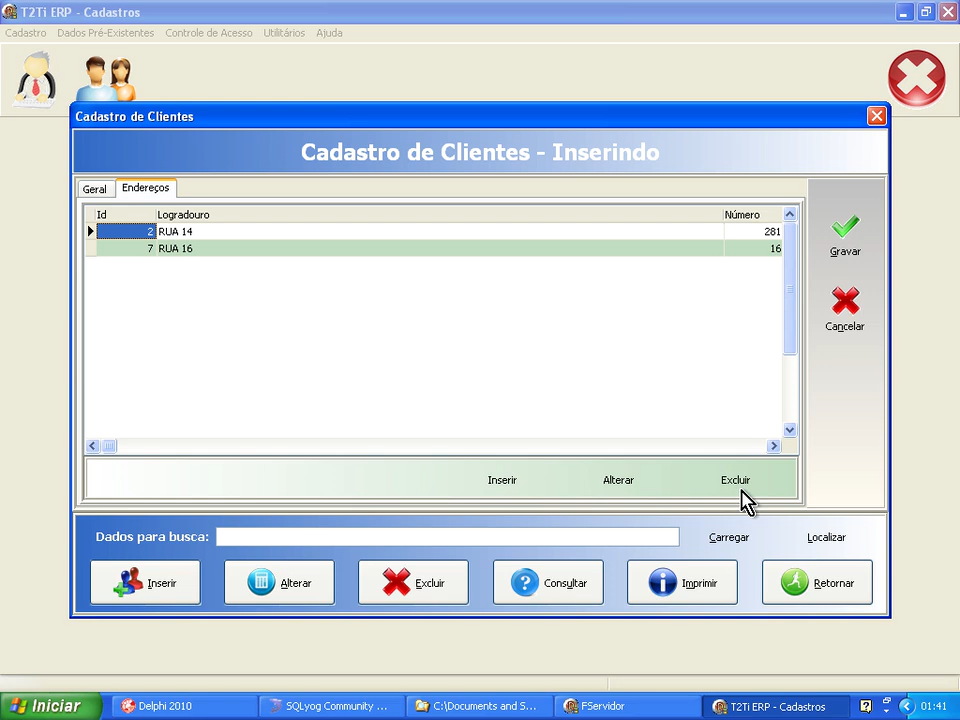 T2Ti ERP - Cadastros
Cadastro Dados Pré-Existentes Controle de Acesso Utilitários Ajuda
Cadastro de Clientes
Cadastro de Clientes - Inserindo
Geral Endereços
Id Logradouro Número
2 RUA 14 281
7 RUA 16 16
Gravar
Cancelar
Inserir Alterar Excluir
Dados para busca: Carregar Localizar
Inserir Alterar Excluir Consultar Imprimir Retornar
Iniciar Delphi 2010 SQLyog Community ... C:\Documents and S... FServidor T2Ti ERP - Cadastros 01:41